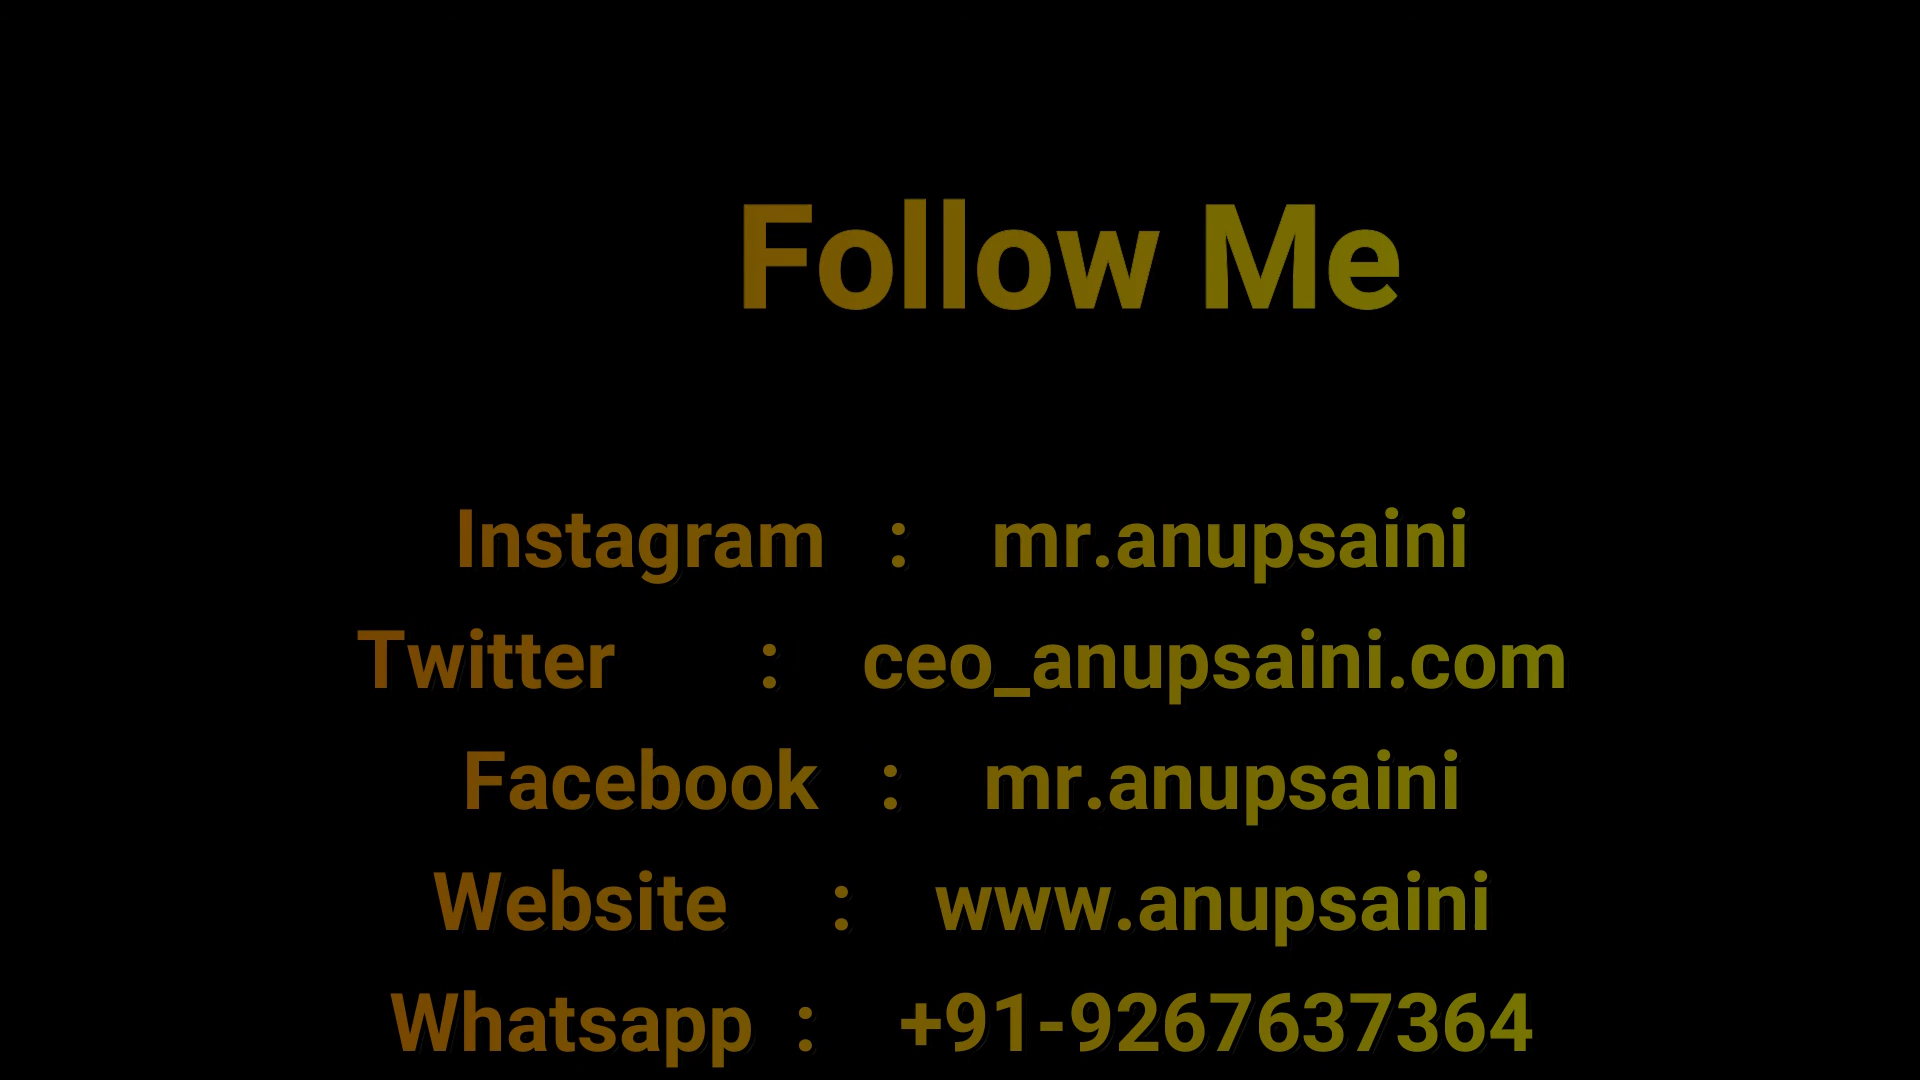 Follow Me
Instagram : mr.anupsaini
Twitter : ceo_anupsaini.com
Facebook : mr.anupsaini
Website : www.anupsaini
Whatsapp : +91-9267637364